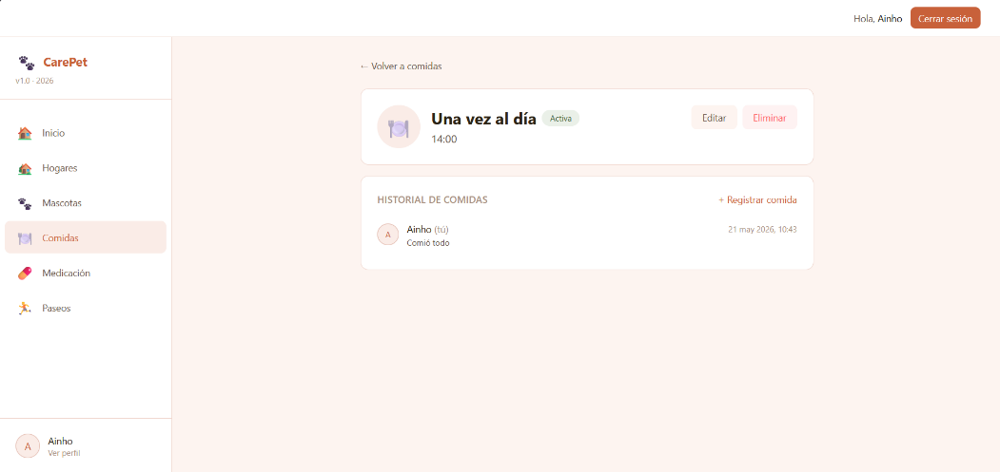 Hola, Ainho
Cerrar sesión
CarePet
v1.0 - 2026
Inicio
Hogares
Mascotas
Comidas
Medicación
Paseos
Ainho
Ver perfil
← Volver a comidas
Una vez al día
Activa
14:00
Editar
Eliminar
HISTORIAL DE COMIDAS
+ Registrar comida
A
Ainho (tú)
Comió todo
21 may 2026, 10:43
A